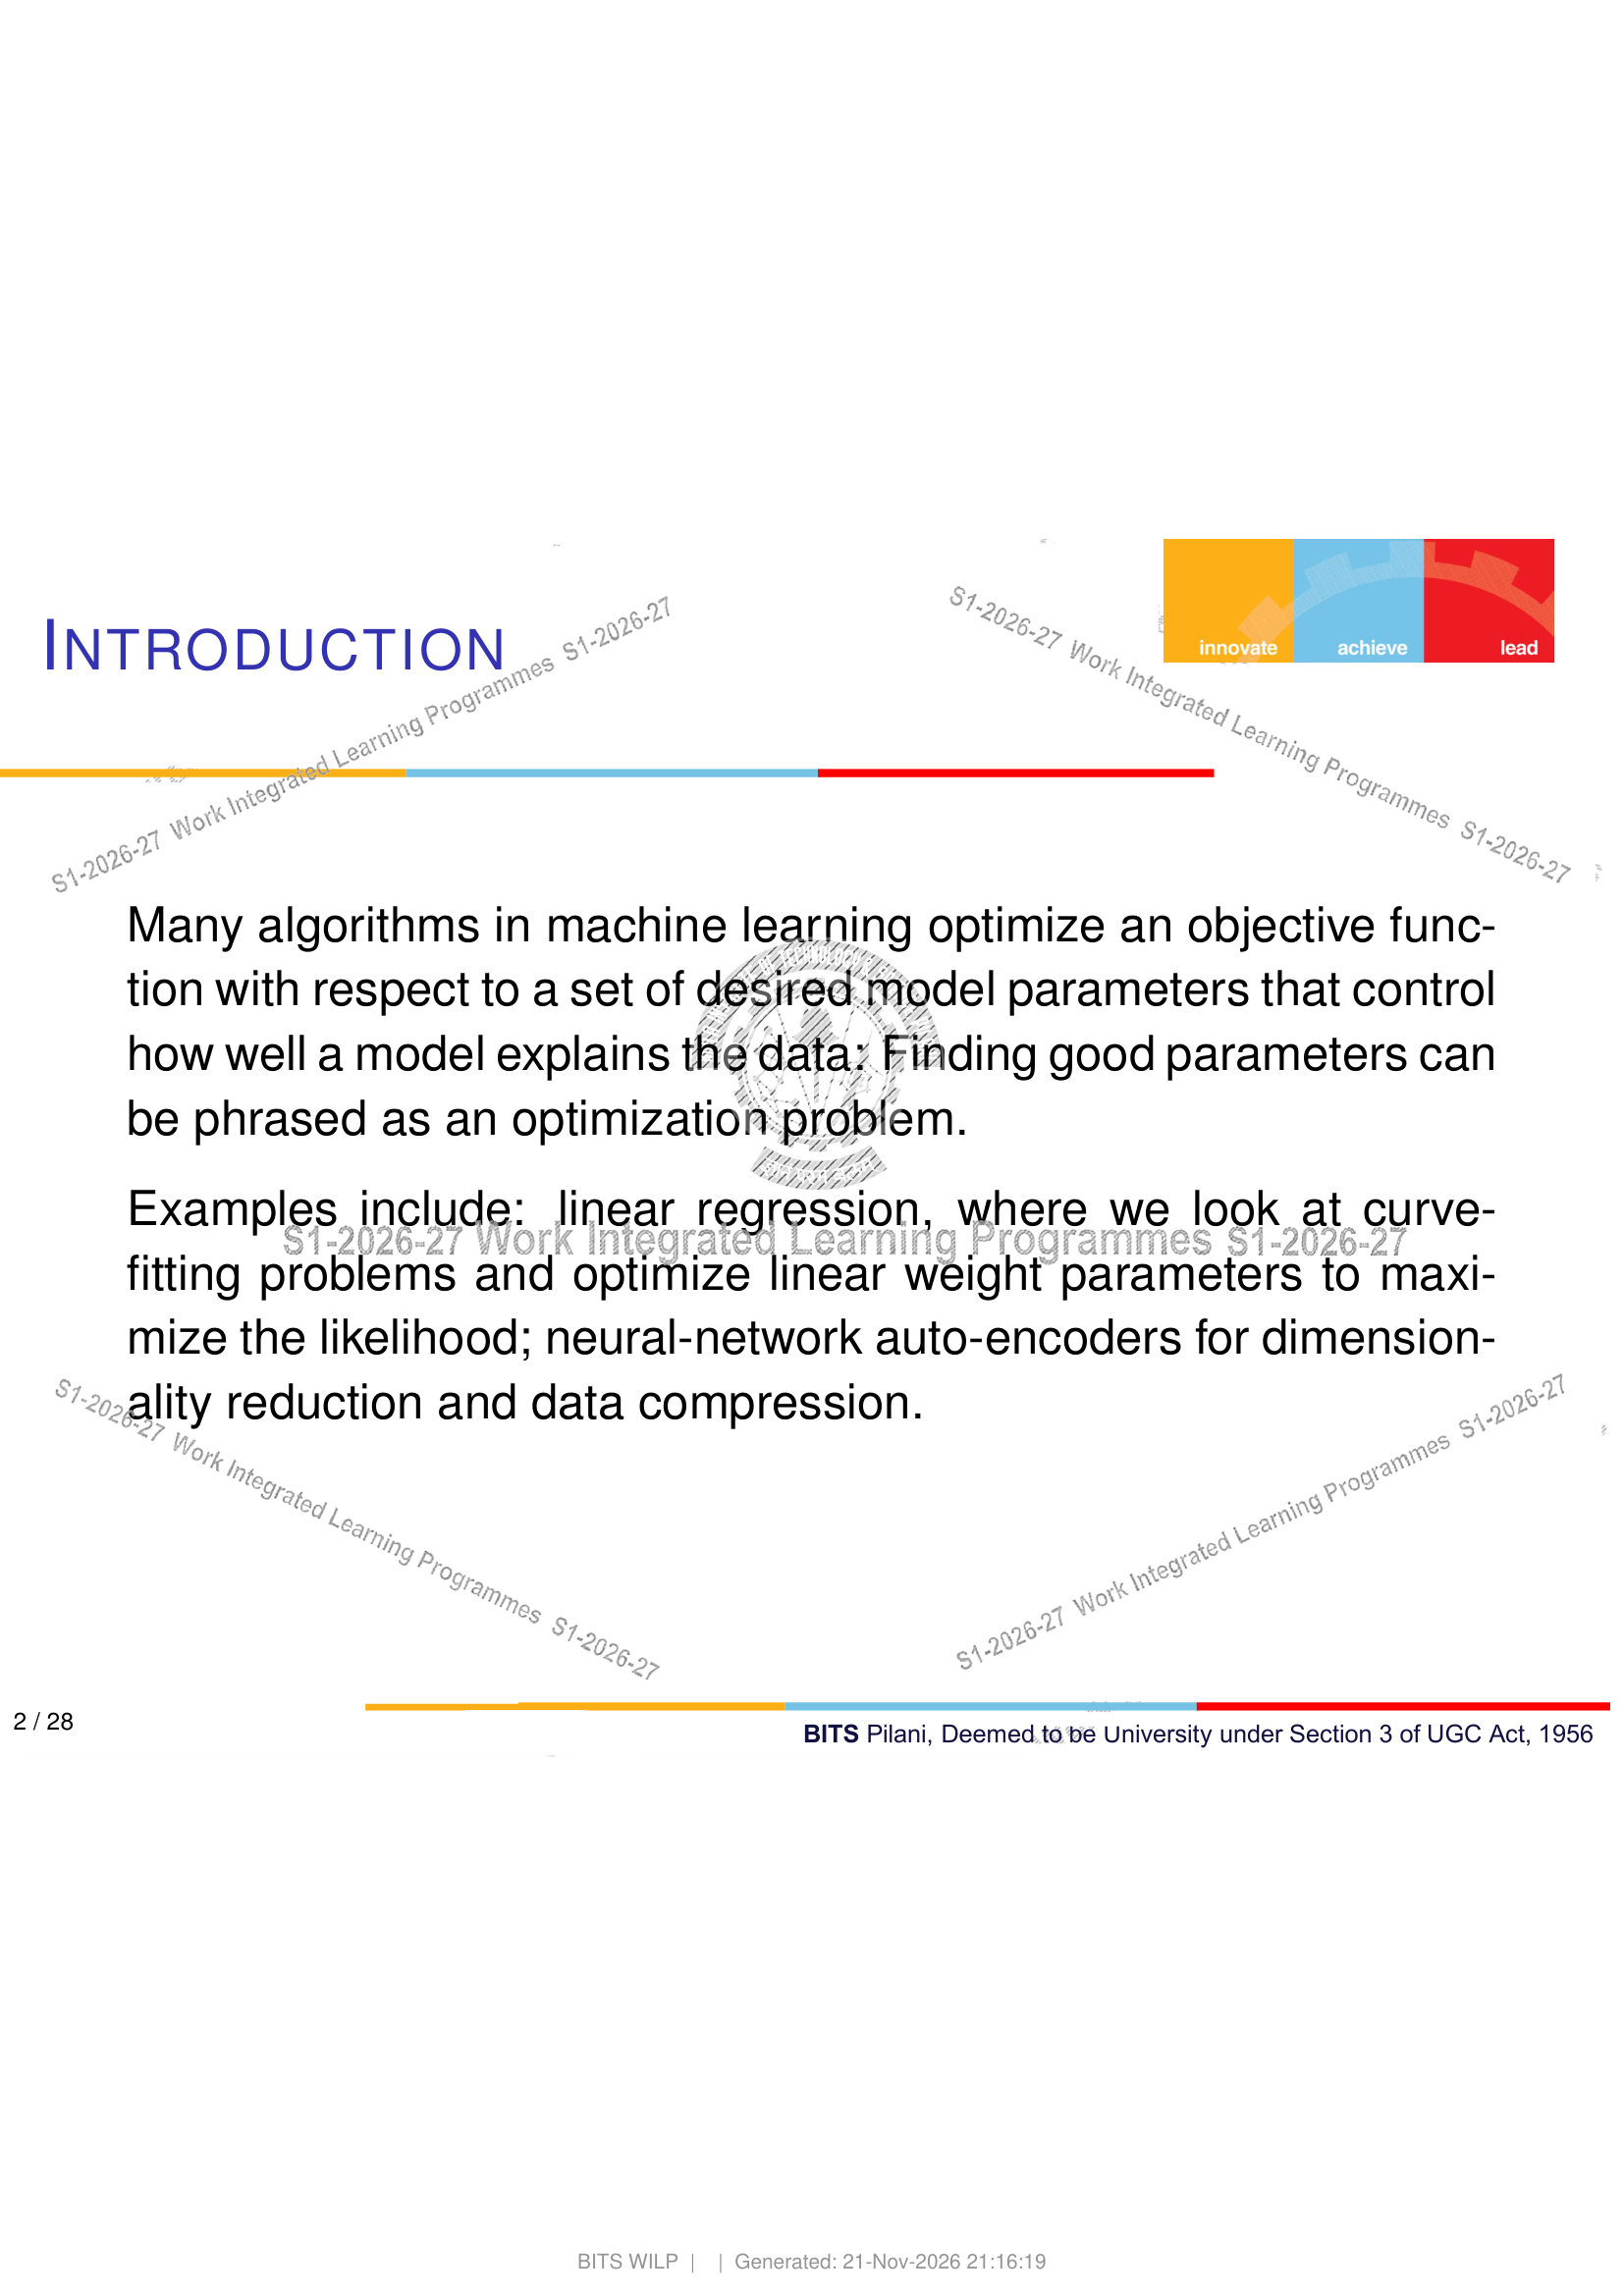 INTRODUCTION
innovate achieve lead
S1-2026-27 Work Integrated Learning Programmes S1-2026-27
S1-2026-27 Work Integrated Learning Programmes S1-2026-27
Many algorithms in machine learning optimize an objective func-
tion with respect to a set of desired model parameters that control
how well a model explains the data: Finding good parameters can
be phrased as an optimization problem.
Examples include: linear regression, where we look at curve-
S1-2026-27 Work Integrated Learning Programmes S1-2026-27
fitting problems and optimize linear weight parameters to maxi-
mize the likelihood; neural-network auto-encoders for dimension-
ality reduction and data compression.
S1-2026-27 Work Integrated Learning Programmes S1-2026-27
S1-2026-27 Work Integrated Learning Programmes S1-2026-27
2 / 28
BITS Pilani, Deemed to be University under Section 3 of UGC Act, 1956
BITS WILP | | Generated: 21-Nov-2026 21:16:19